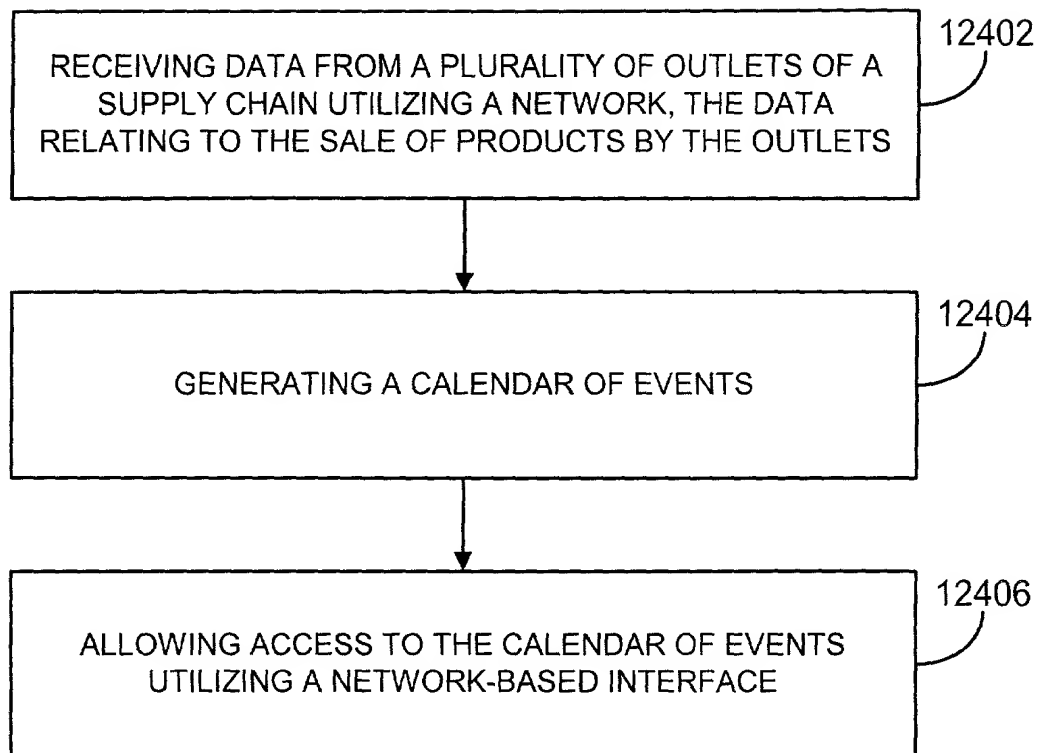 12402
RECEIVING DATA FROM A PLURALITY OF OUTLETS OF A
SUPPLY CHAIN UTILIZING A NETWORK, THE DATA
RELATING TO THE SALE OF PRODUCTS BY THE OUTLETS
12404
GENERATING A CALENDAR OF EVENTS
12406
ALLOWING ACCESS TO THE CALENDAR OF EVENTS
UTILIZING A NETWORK-BASED INTERFACE